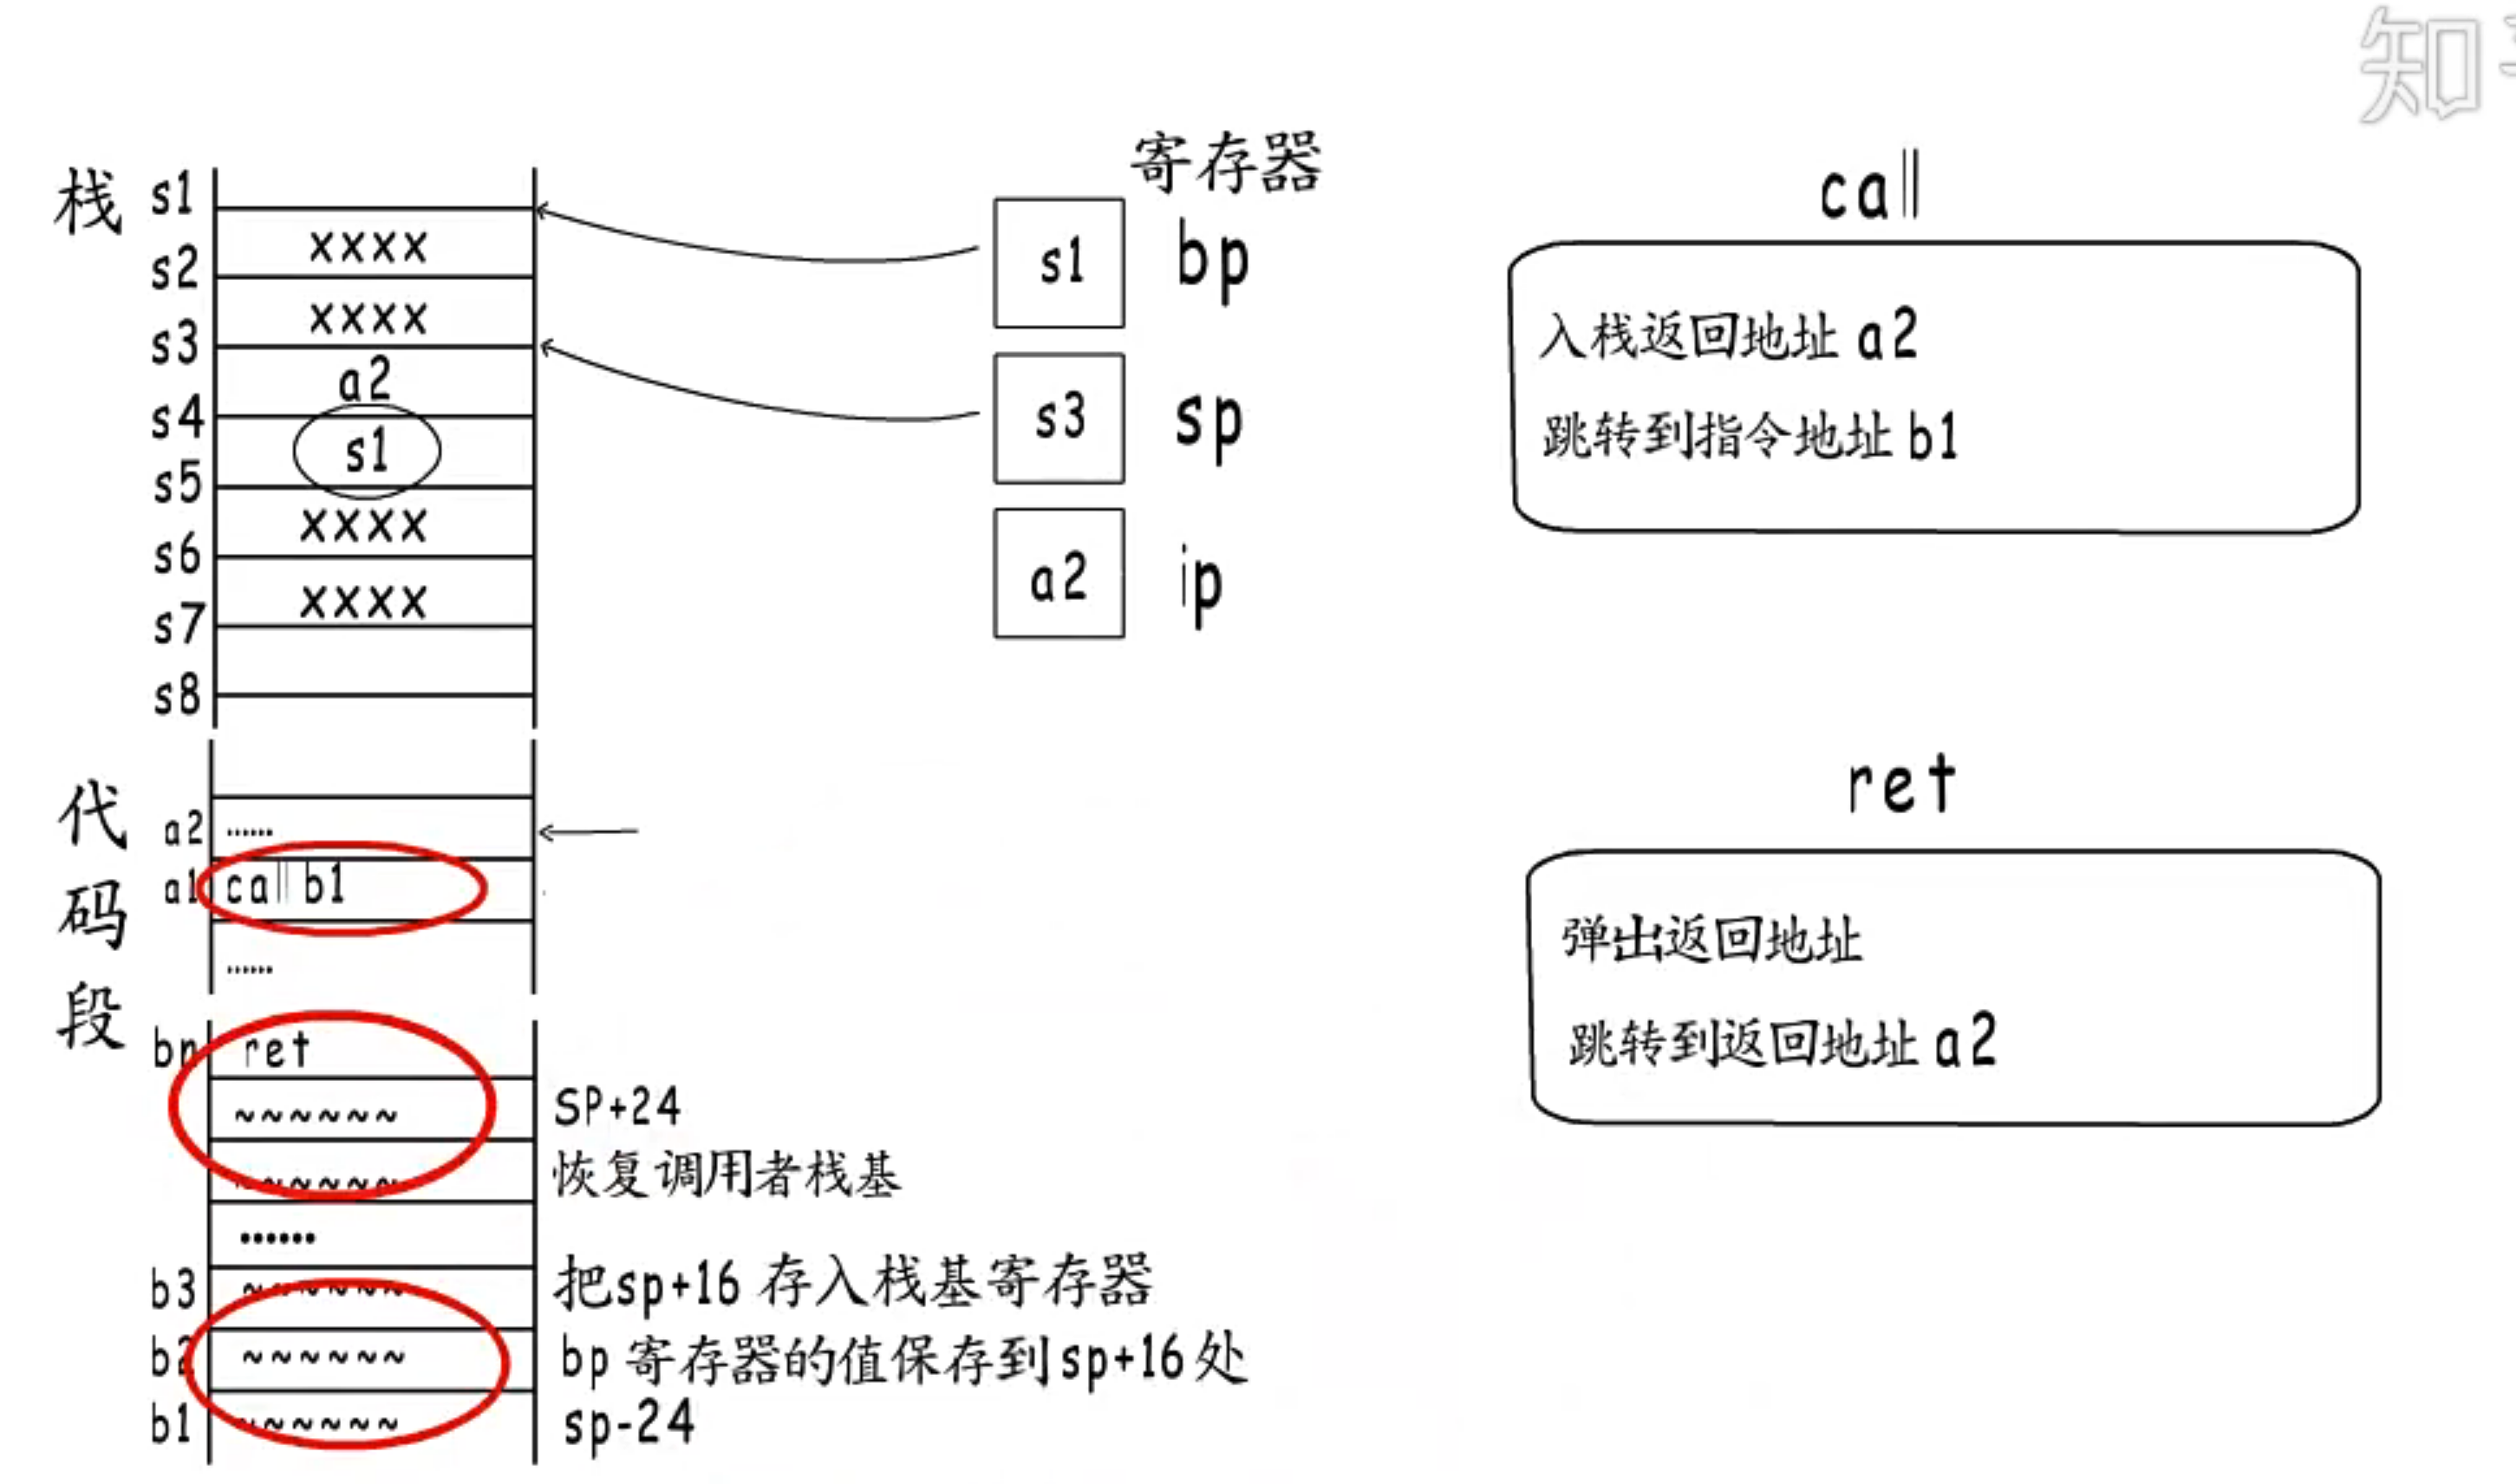 知
寄存器
栈
s1
xxxx
s2
xxxx
s3
a2
s4
s1
s5
xxxx
s6
xxxx
s7
s8
s1 bp
s3 sp
a2 ip
call
入栈返回地址 a2
跳转到指令地址 b1
ret
弹出返回地址
跳转到返回地址 a2
代码段
a2 ......
a1 call b1
......
bn ret
~~~~~~ SP+24
~~~~~~ 恢复调用者栈基
......
b3 ~~~~~~ 把sp+16 存入栈基寄存器
b2 ~~~~~~ bp 寄存器的值保存到sp+16处
b1 ~~~~~~ sp-24